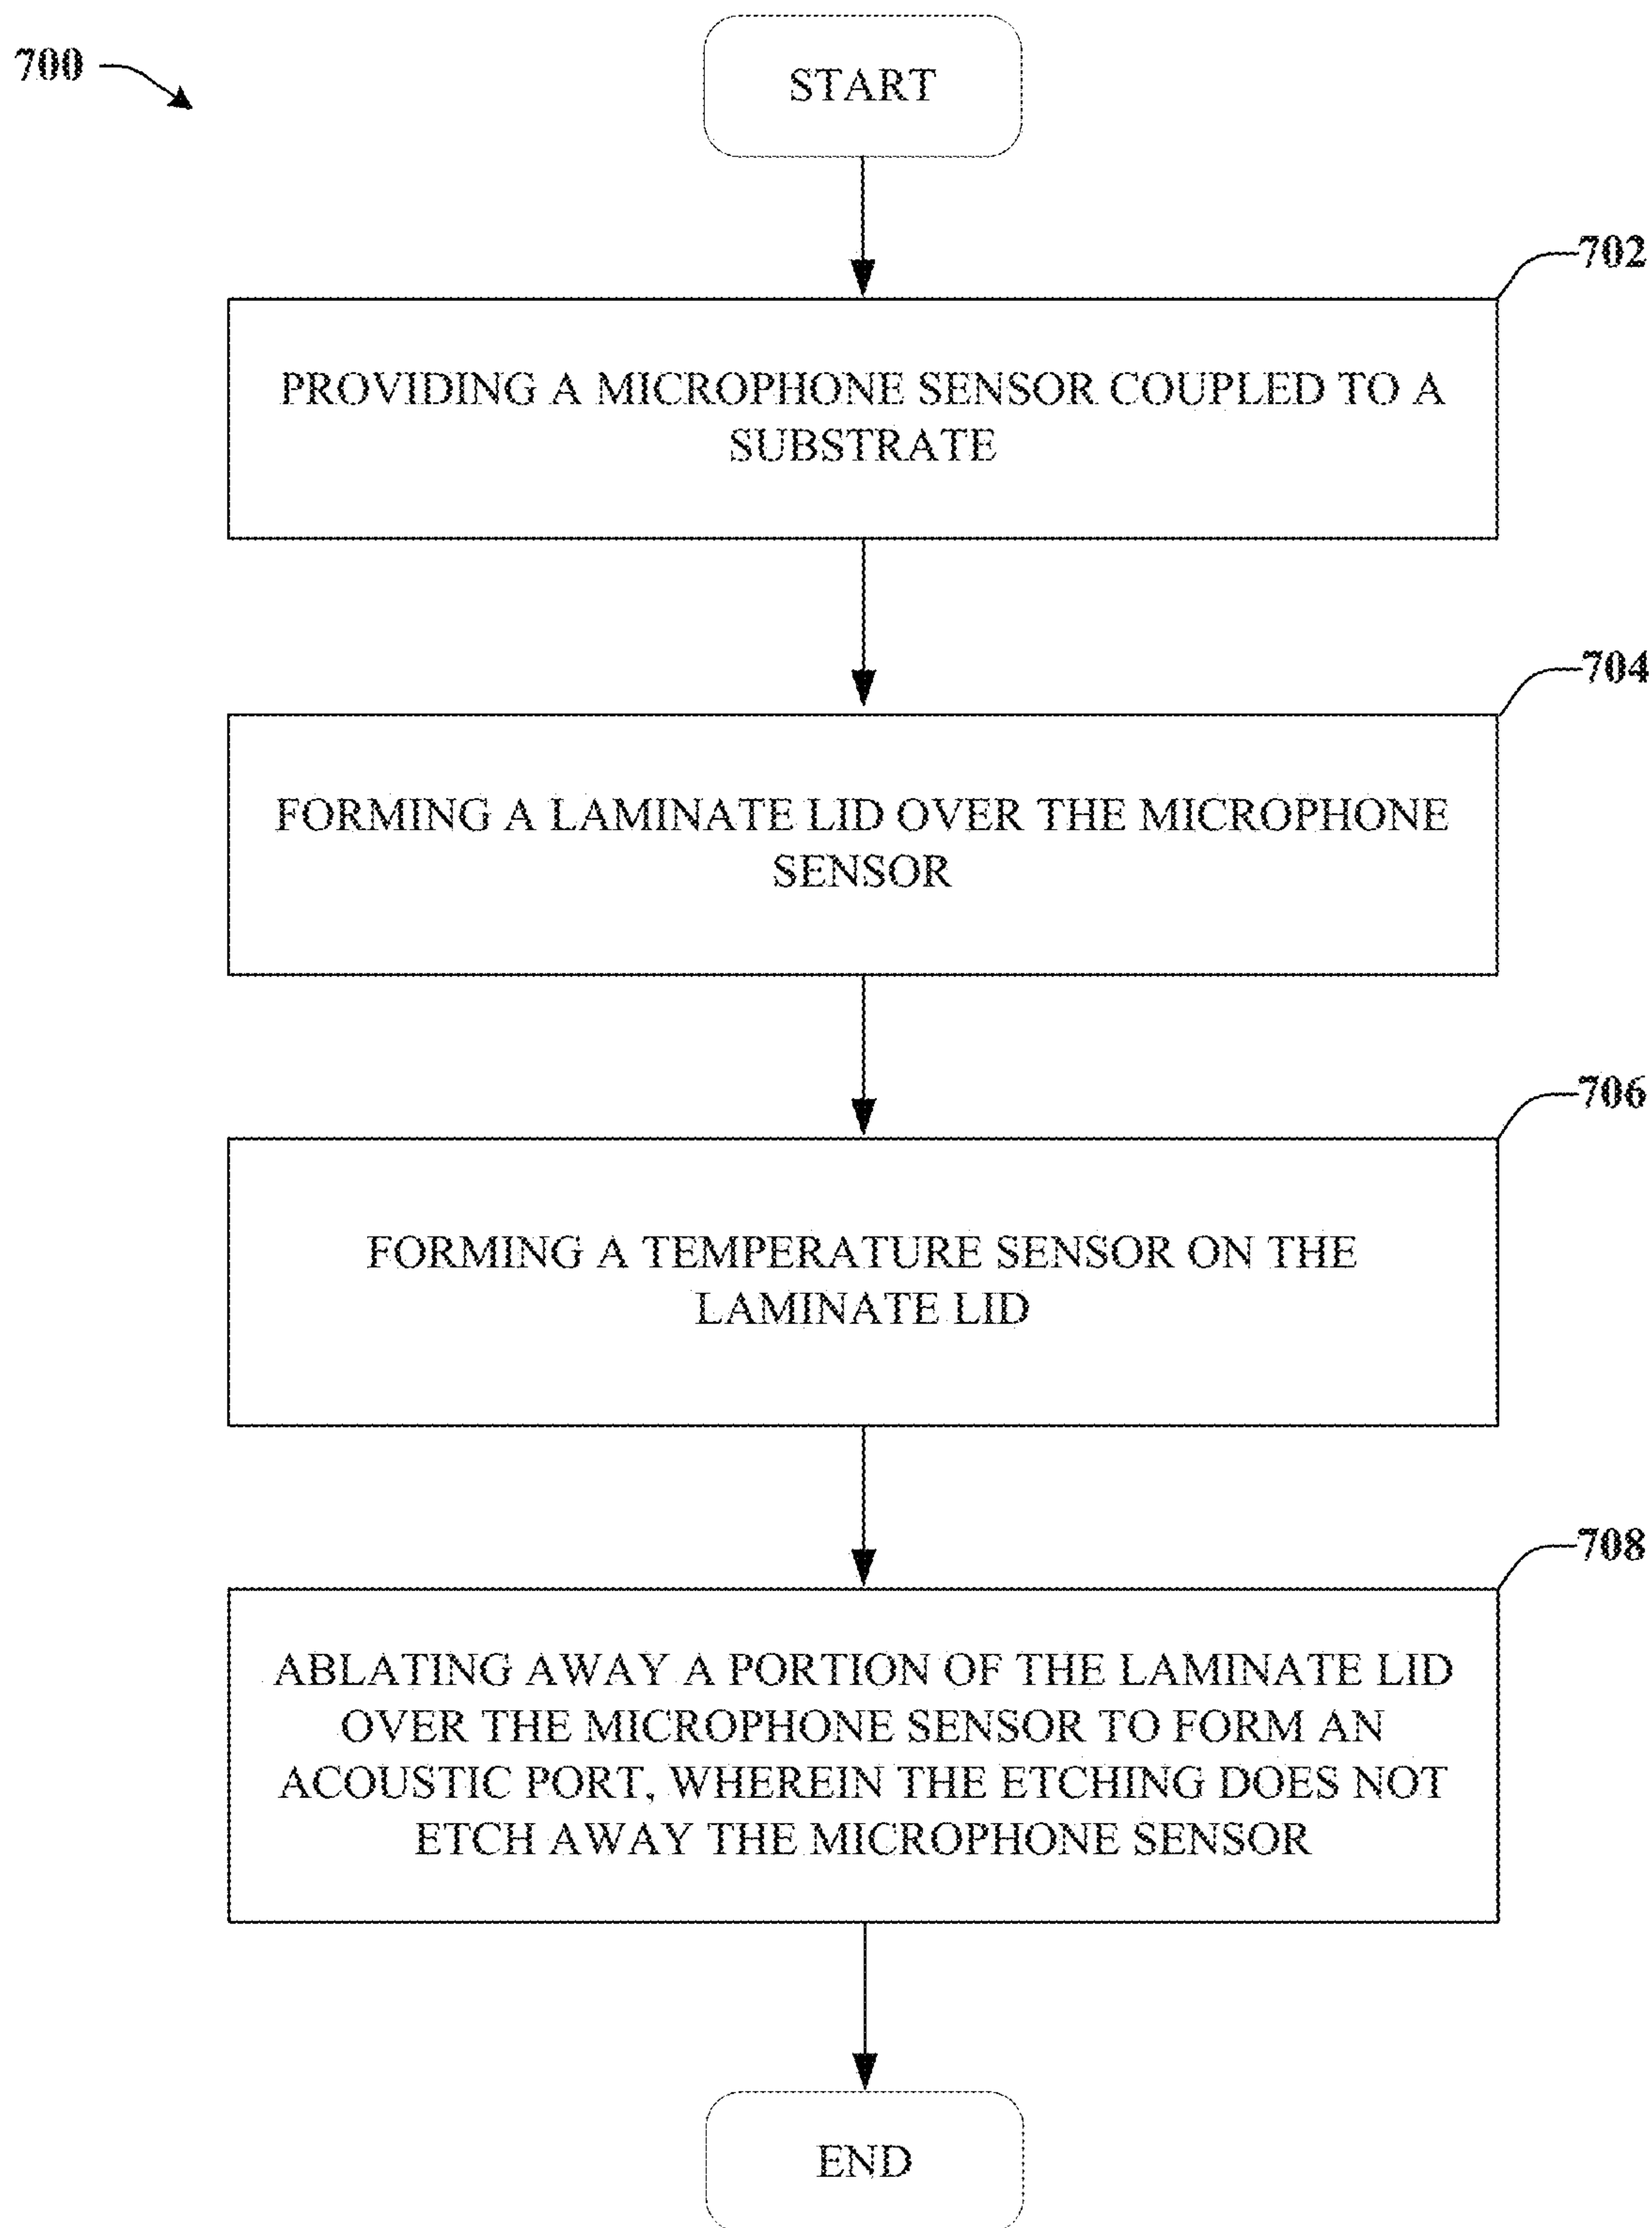 700
START
702
PROVIDING A MICROPHONE SENSOR COUPLED TO A
SUBSTRATE
704
FORMING A LAMINATE LID OVER THE MICROPHONE
SENSOR
706
FORMING A TEMPERATURE SENSOR ON THE
LAMINATE LID
708
ABLATING AWAY A PORTION OF THE LAMINATE LID
OVER THE MICROPHONE SENSOR TO FORM AN
ACOUSTIC PORT, WHEREIN THE ETCHING DOES NOT
ETCH AWAY THE MICROPHONE SENSOR
END